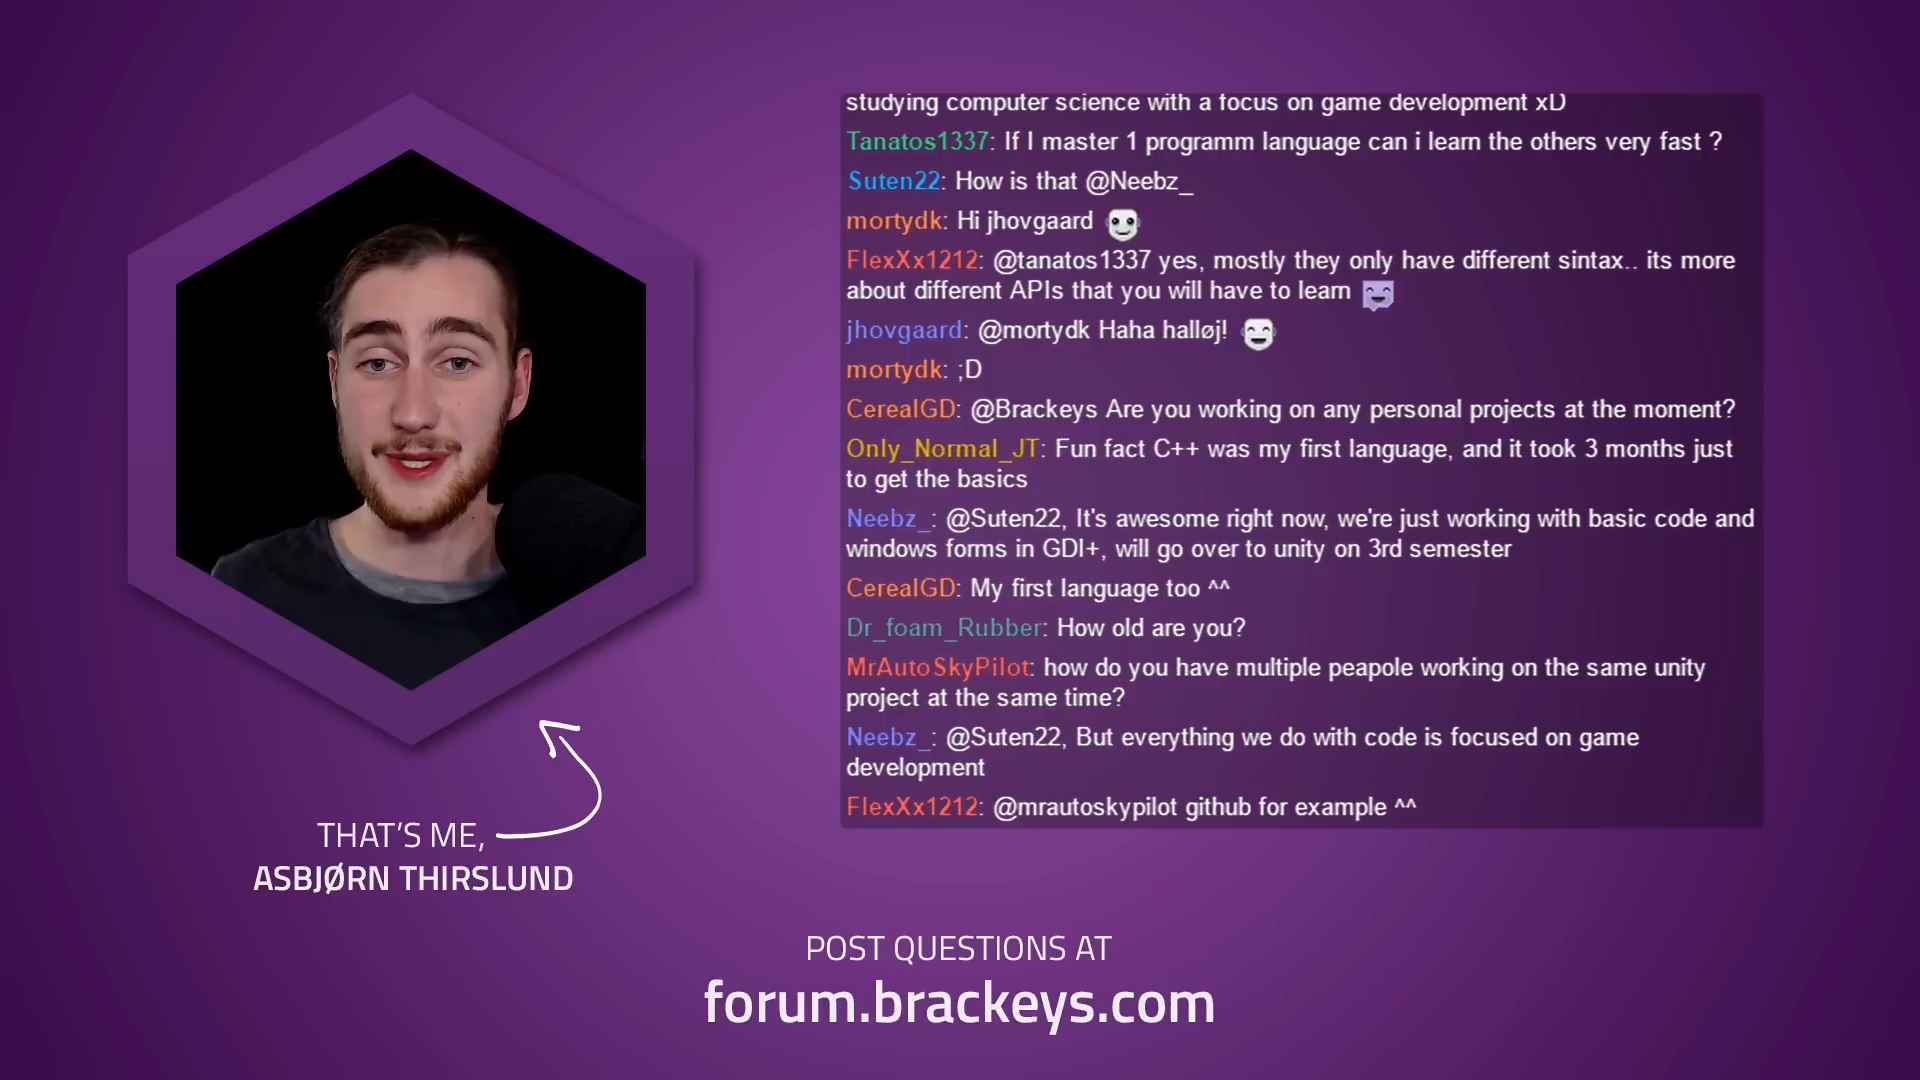 studying computer science with a focus on game development xD
Tanatos1337: If I master 1 programm language can i learn the others very fast ?
Suten22: How is that @Neebz_
mortydk: Hi jhovgaard
FlexXx1212: @tanatos1337 yes, mostly they only have different sintax.. its more
about different APIs that you will have to learn
jhovgaard: @mortydk Haha halløj!
mortydk: ;D
CerealGD: @Brackeys Are you working on any personal projects at the moment?
Only_Normal_JT: Fun fact C++ was my first language, and it took 3 months just
to get the basics
Neebz_: @Suten22, It's awesome right now, we're just working with basic code and
windows forms in GDI+, will go over to unity on 3rd semester
CerealGD: My first language too ^^
Dr_foam_Rubber: How old are you?
MrAutoSkyPilot: how do you have multiple peapole working on the same unity
project at the same time?
Neebz_: @Suten22, But everything we do with code is focused on game
development
FlexXx1212: @mrautoskypilot github for example ^^
THAT'S ME,
ASBJØRN THIRSLUND
POST QUESTIONS AT
forum.brackeys.com